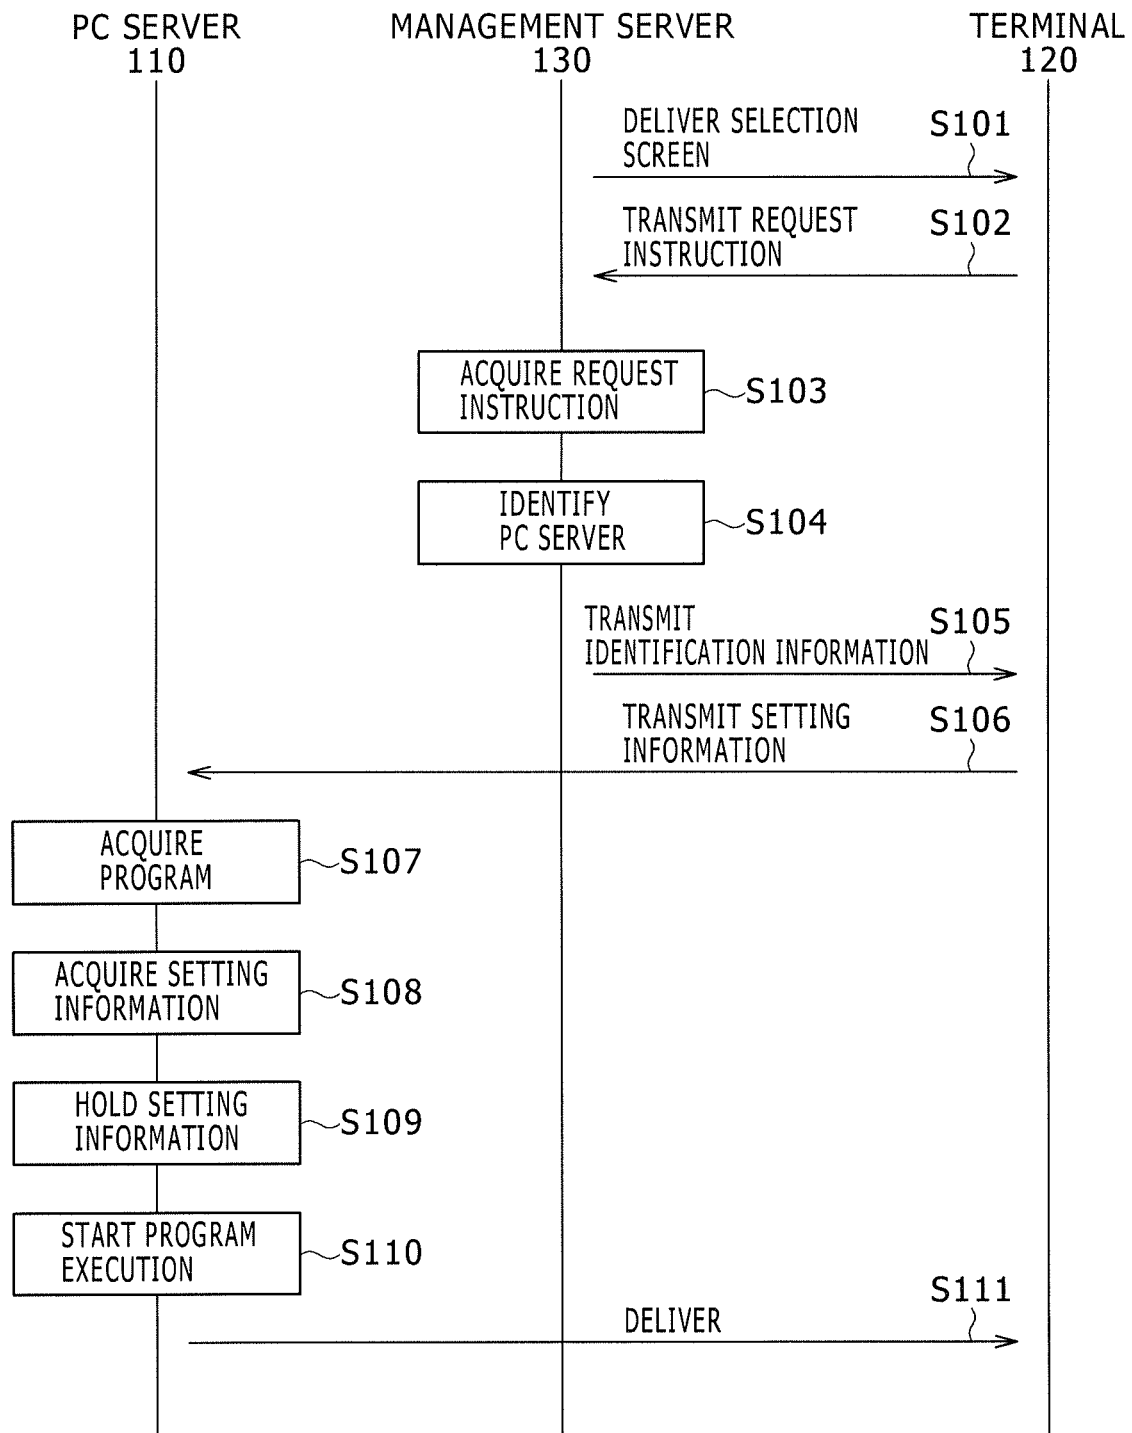 PC SERVER
110
MANAGEMENT SERVER
130
TERMINAL
120
DELIVER SELECTION
SCREEN
S101
TRANSMIT REQUEST
INSTRUCTION
S102
ACQUIRE REQUEST
INSTRUCTION
S103
IDENTIFY
PC SERVER
S104
TRANSMIT
IDENTIFICATION INFORMATION
S105
TRANSMIT SETTING
INFORMATION
S106
ACQUIRE
PROGRAM
S107
ACQUIRE SETTING
INFORMATION
S108
HOLD SETTING
INFORMATION
S109
START PROGRAM
EXECUTION
S110
DELIVER
S111